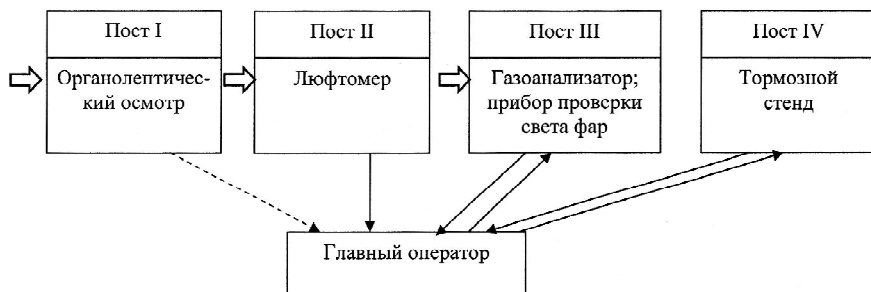 Пост I
Органолептичес-
кий осмотр
Пост II
Люфтомер
Пост III
Газоанализатор;
прибор проверки
света фар
Пост IV
Тормозной
стенд
Главный оператор